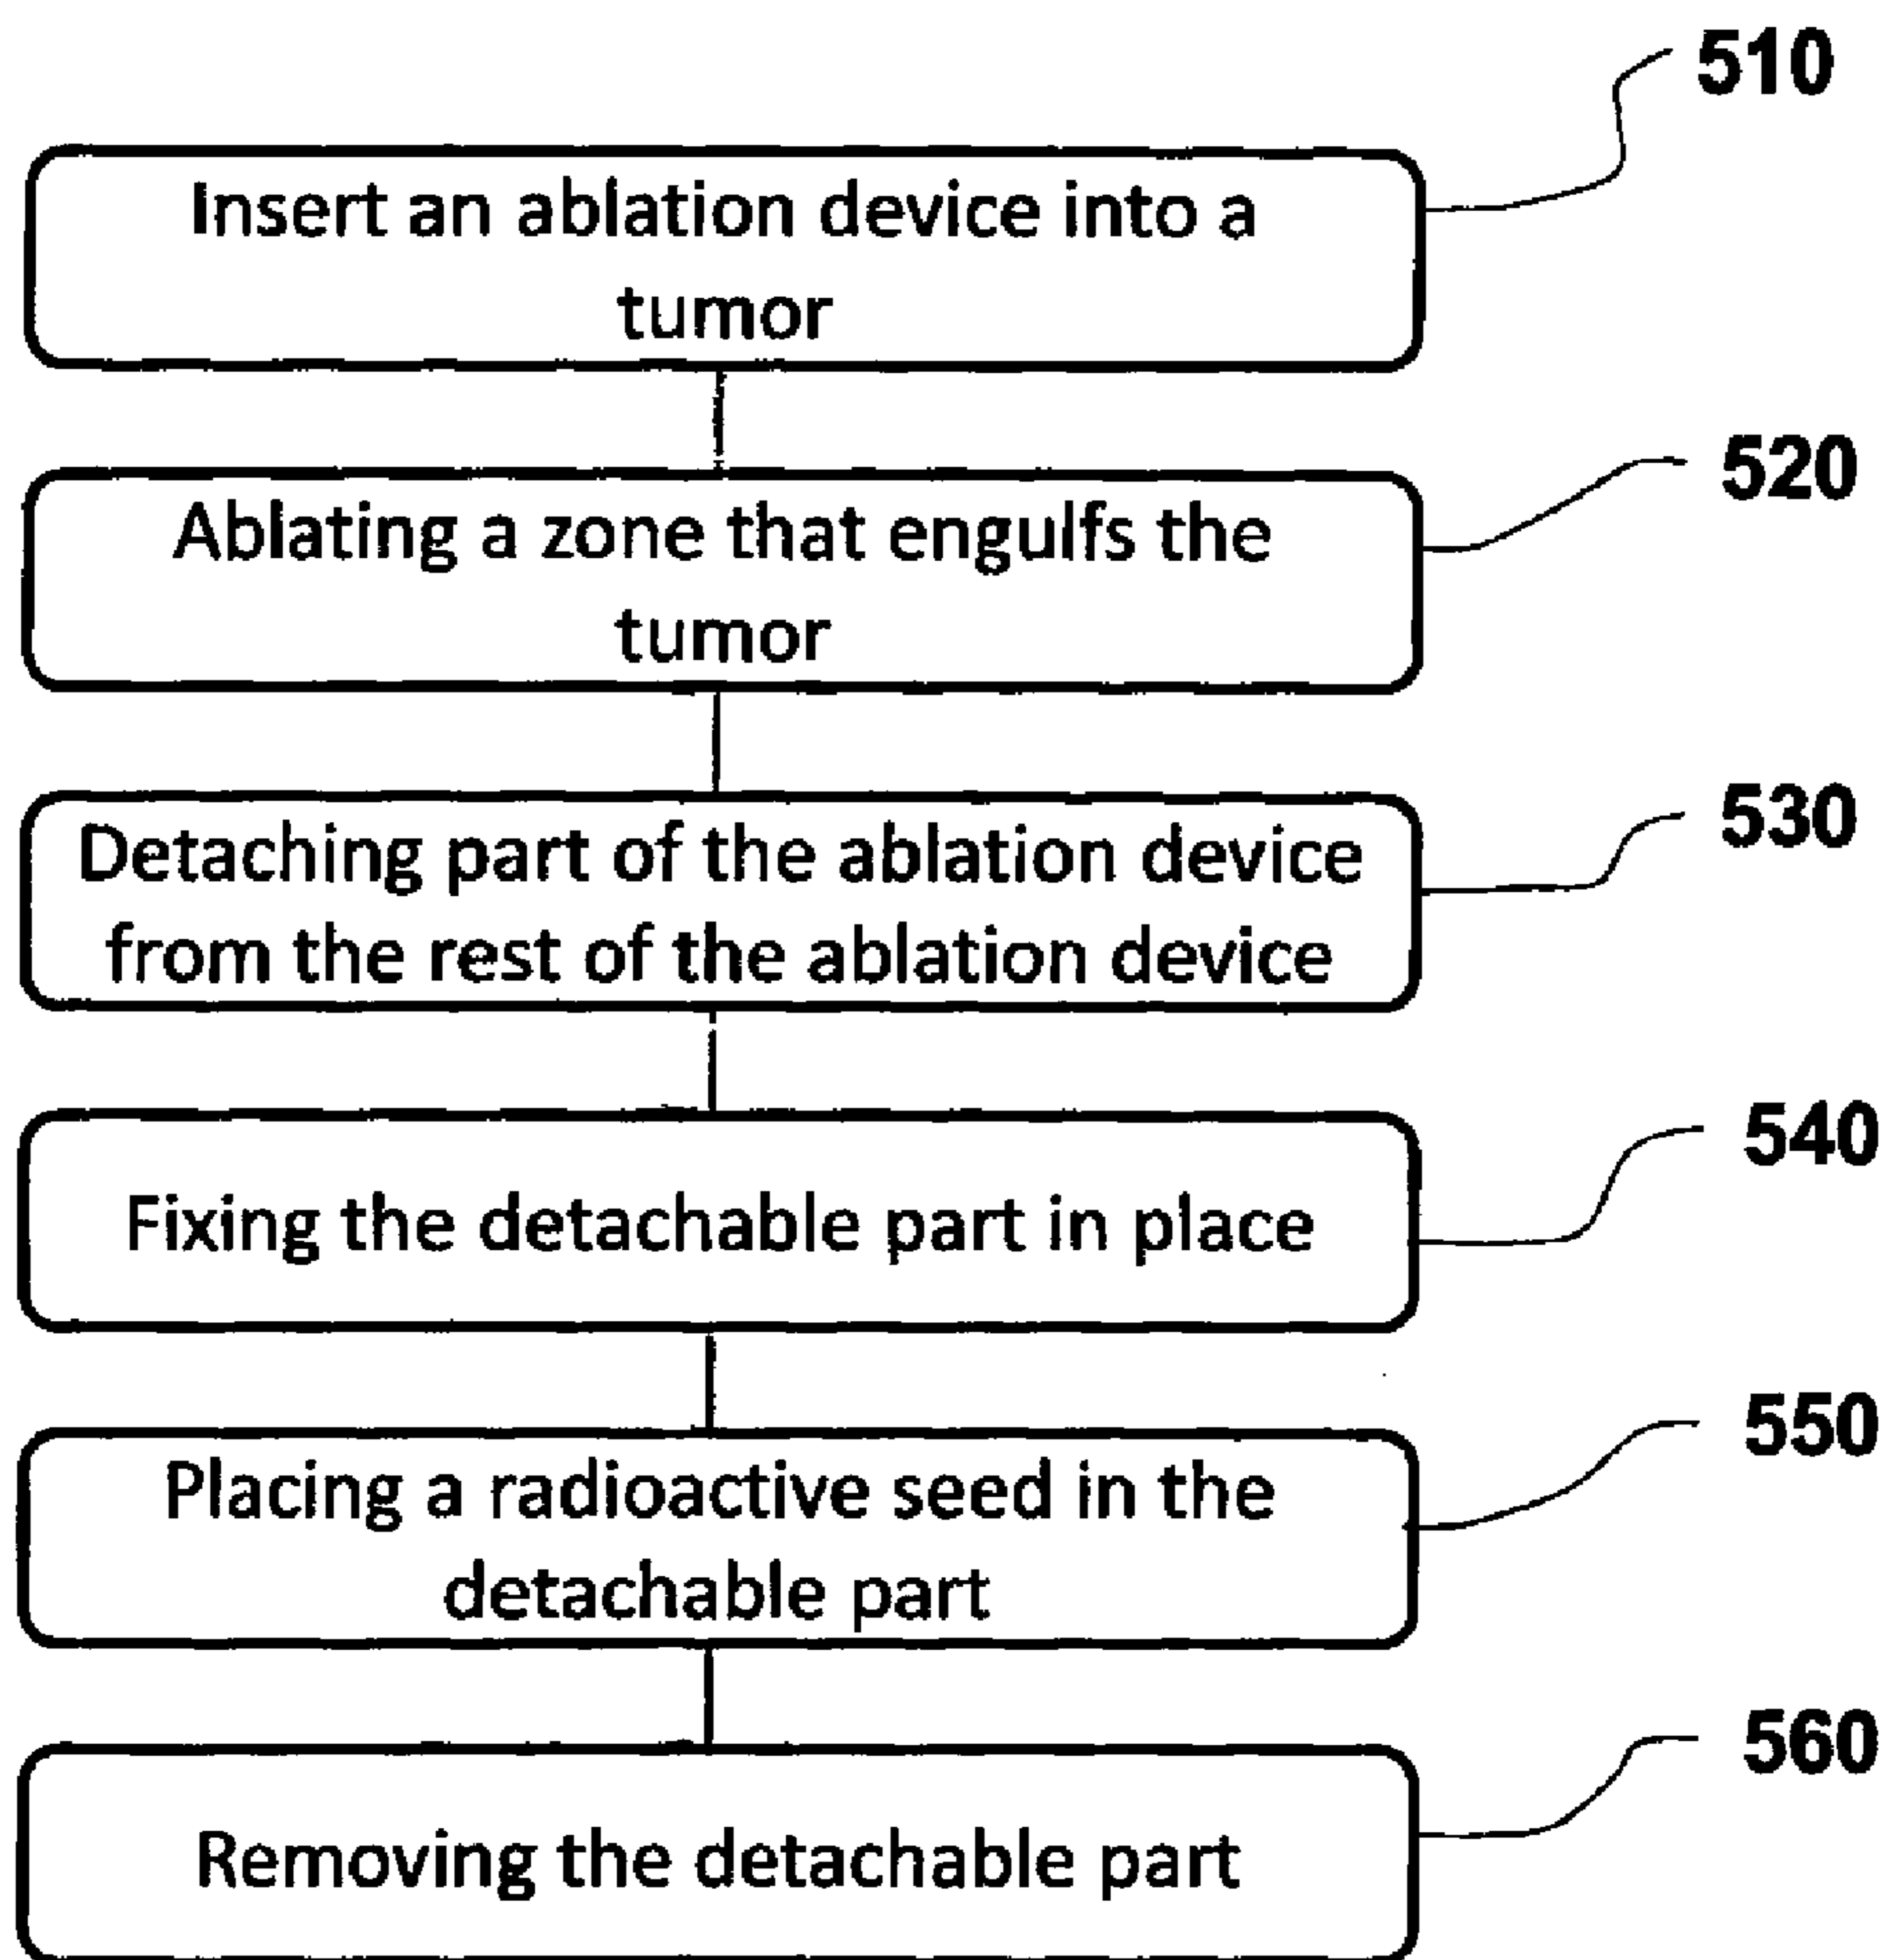 510
Insert an ablation device into a
tumor
520
Ablating a zone that engulfs the
tumor
530
Detaching part of the ablation device
from the rest of the ablation device
540
Fixing the detachable part in place
550
Placing a radioactive seed in the
detachable part
560
Removing the detachable part